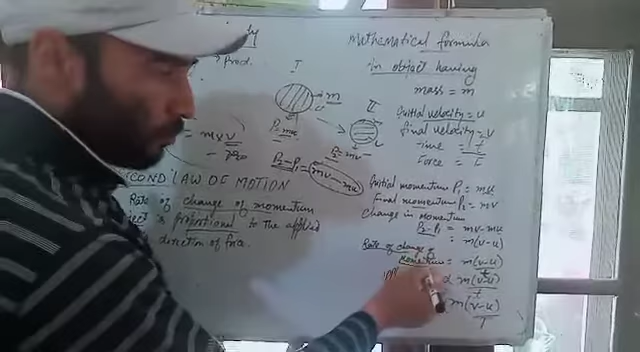 → Prod.
I
m
P₁ = mu
II
P₂ = mv
= m × v
P₂-P₁ = mv - mu
SECOND LAW OF MOTION
Rate of change of momentum
is proportional to the applied
direction of force.
Mathematical formula
in object having
mass = m
Initial velocity = u
final velocity = v
time = t
Force = F
Initial momentum P₁ = mu
final momentum P₂ = mv
Change in momentum
P₂-P₁ = mv - mu
= m(v-u)
Rate of change of
momentum = m(v-u)
t
∝ m(v-u)
t
m(v-u)